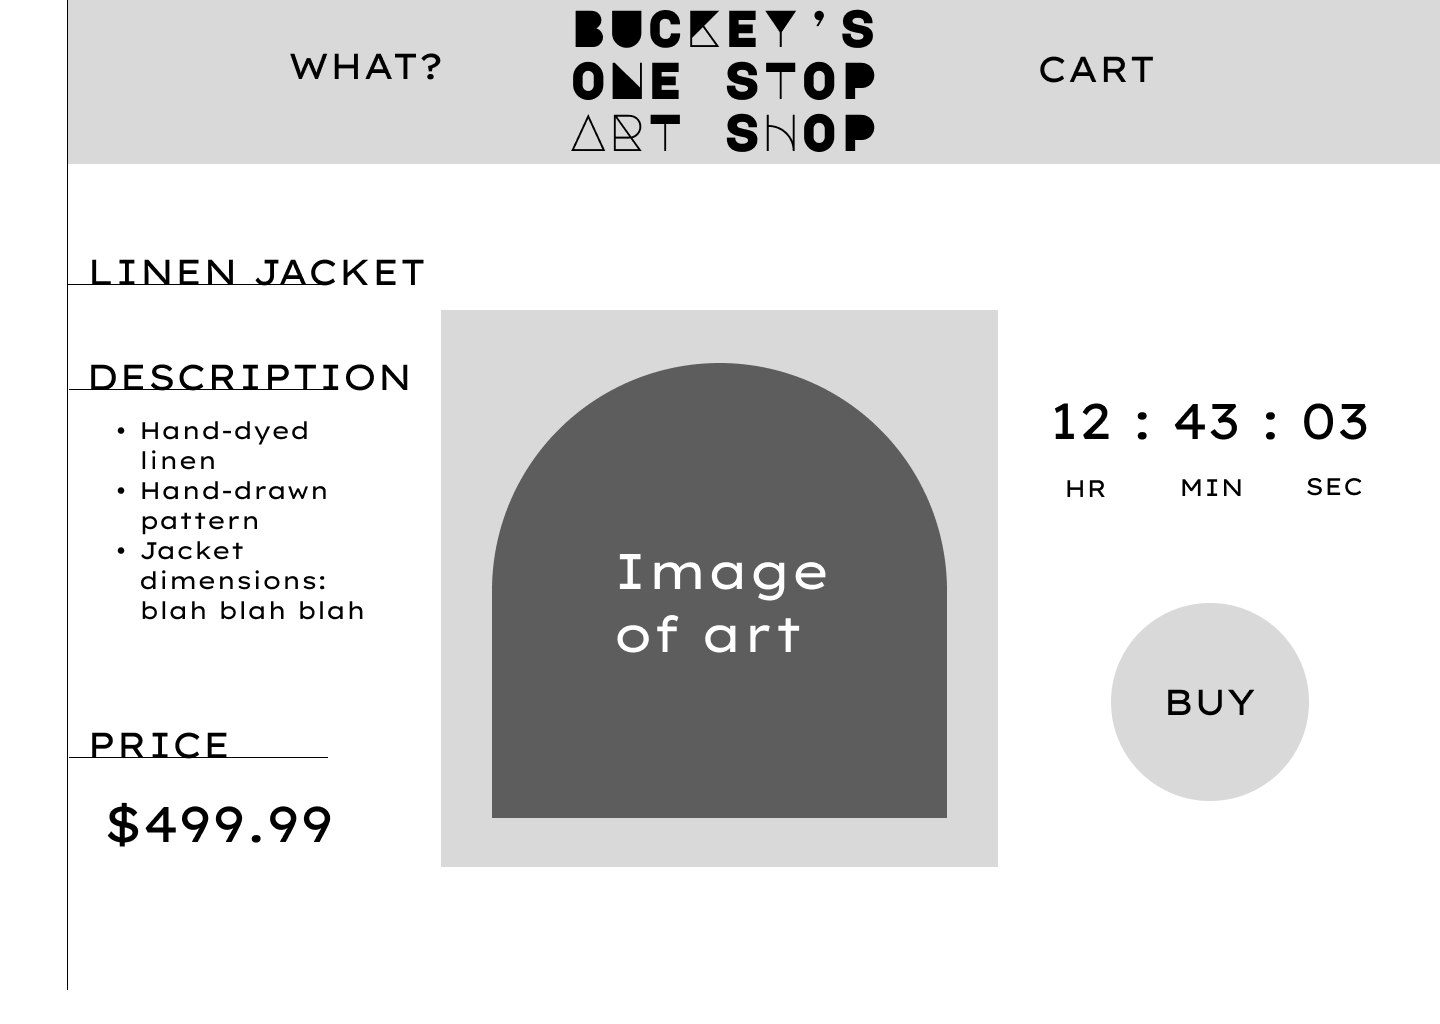 WHAT?
BUCKEY'S
ONE STOP
ART SHOP
CART
LINEN JACKET
DESCRIPTION
• Hand-dyed
linen
• Hand-drawn
pattern
• Jacket
dimensions:
blah blah blah
PRICE
$499.99
Image
of art
12 : 43 : 03
HR MIN SEC
BUY